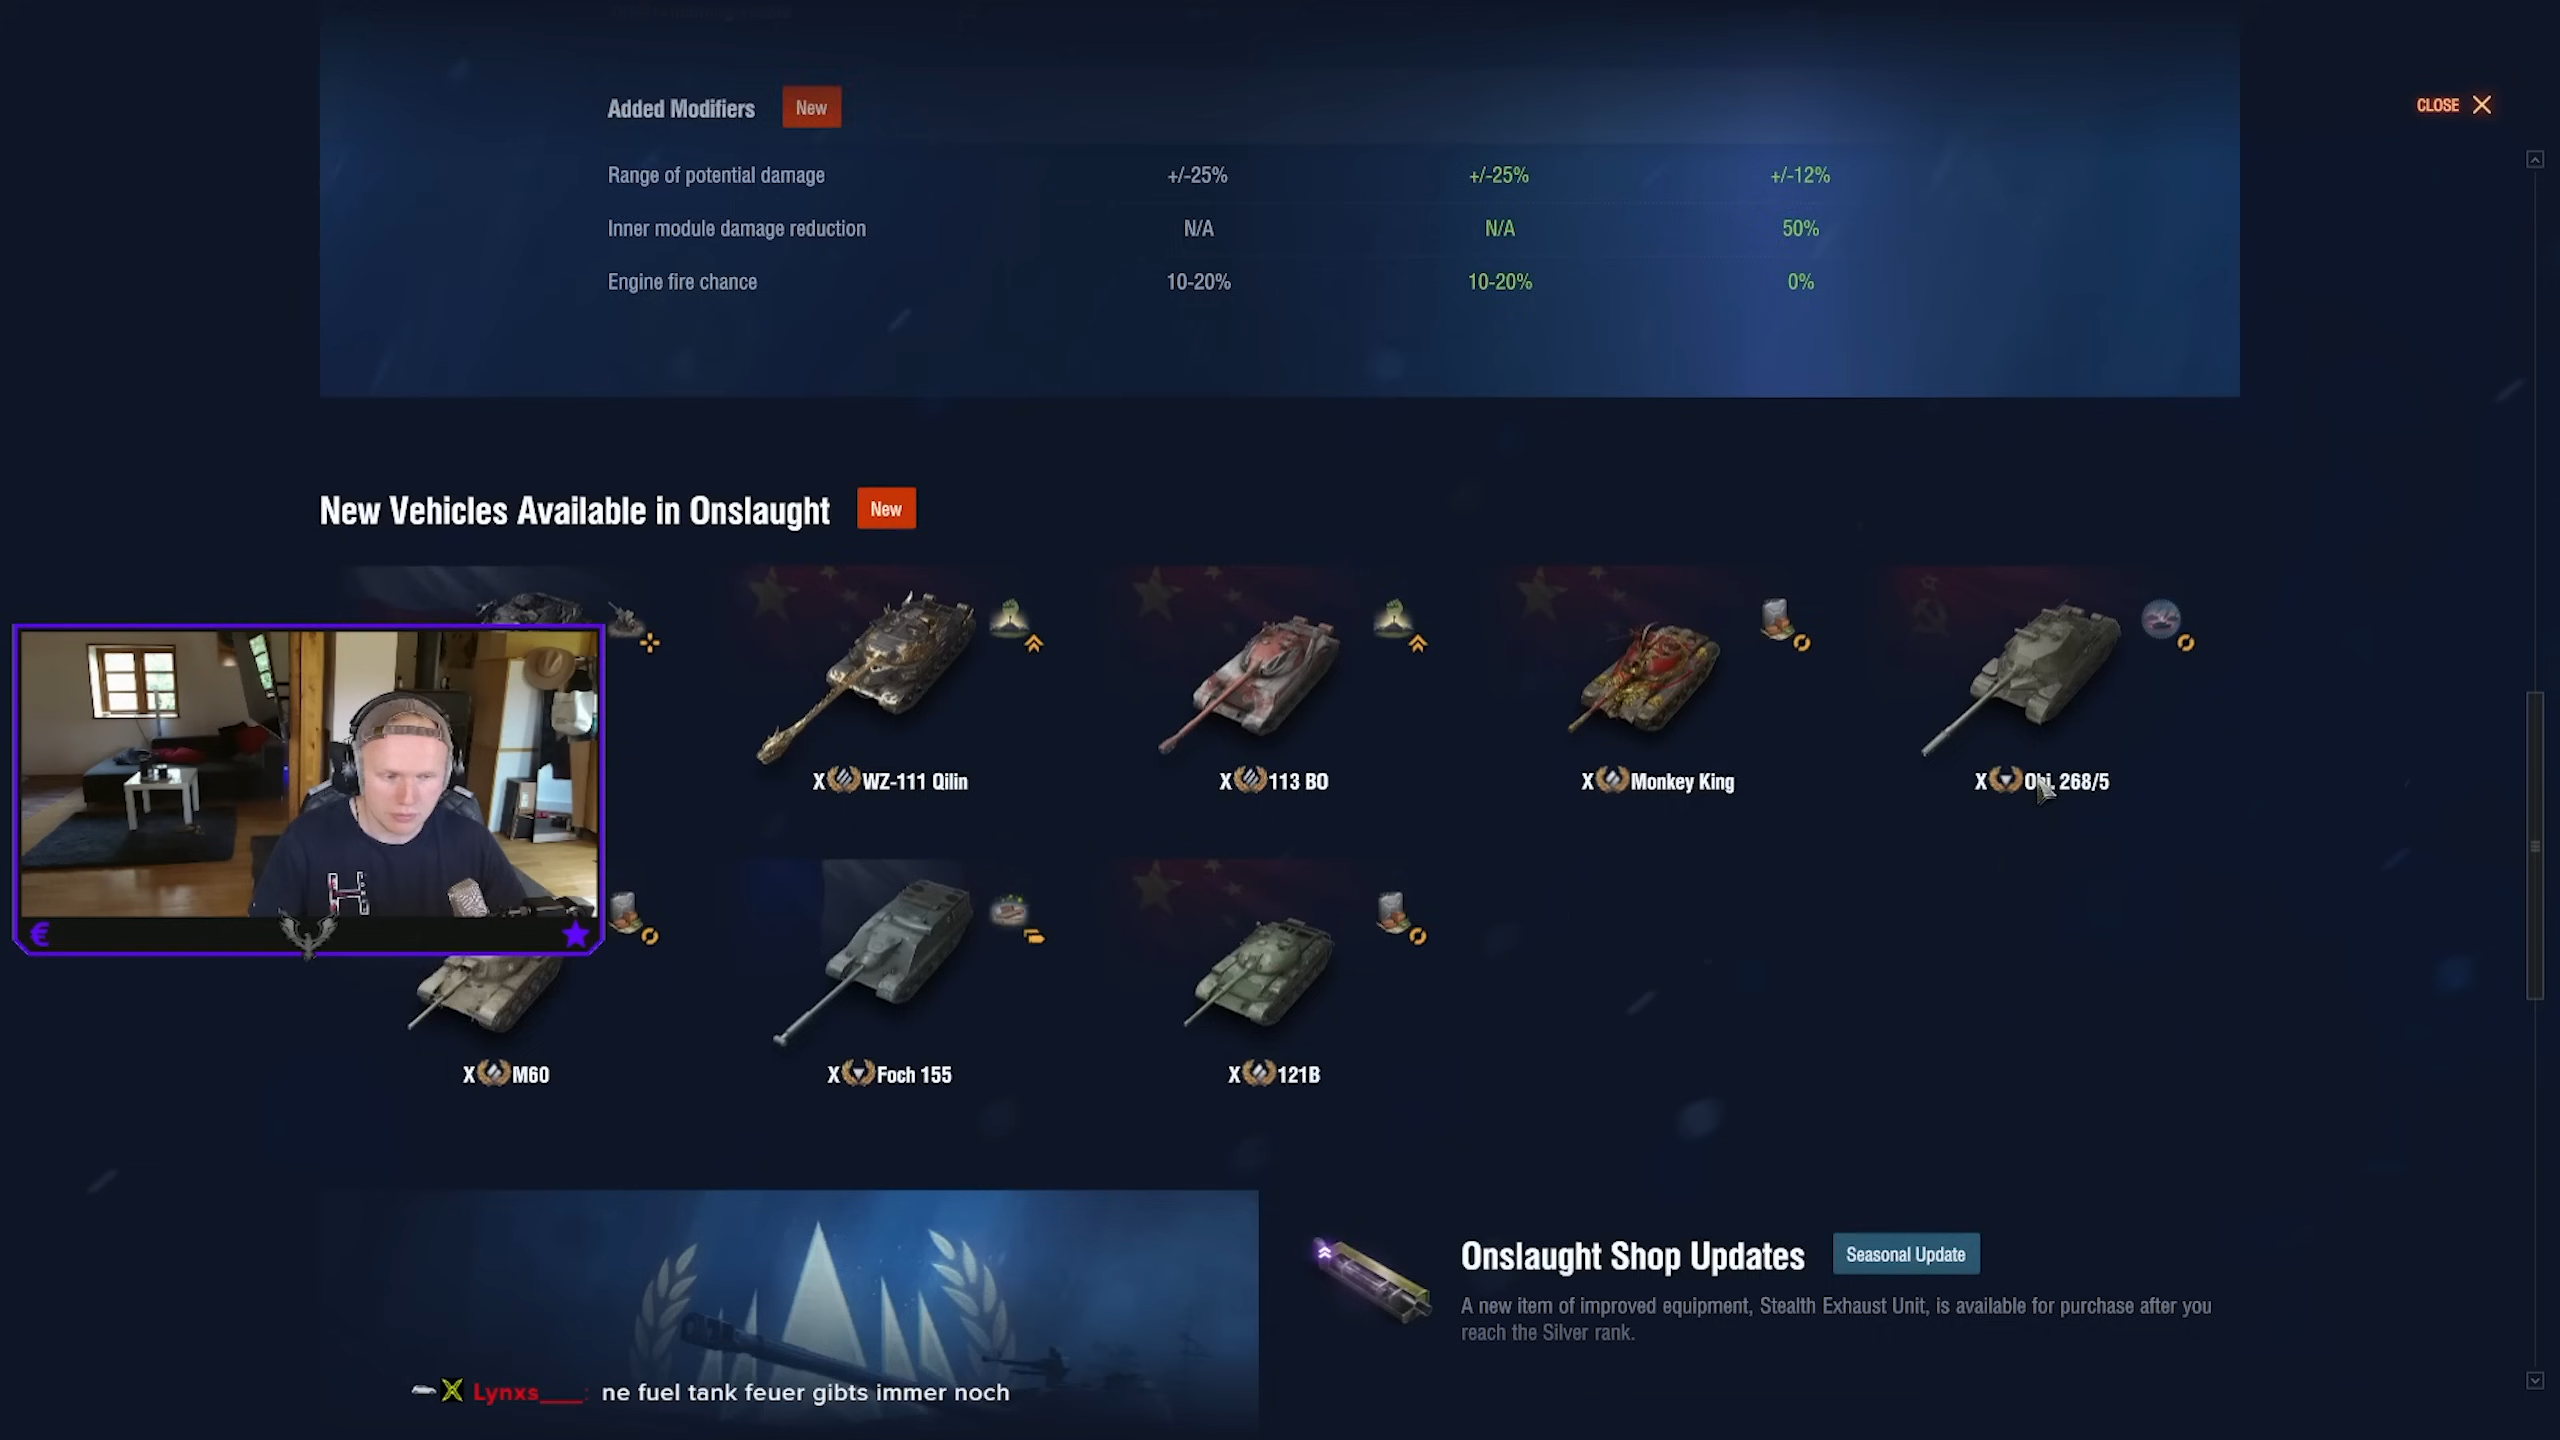 Added Modifiers New
CLOSE
Range of potential damage +/-25% +/-25% +/-12%
Inner module damage reduction N/A N/A 50%
Engine fire chance 10-20% 10-20% 0%
New Vehicles Available in Onslaught New
X WZ-111 Qilin
X 113 BO
X Monkey King
X Obj. 268/5
X M60
X Foch 155
X 121B
Onslaught Shop Updates Seasonal Update
A new item of improved equipment, Stealth Exhaust Unit, is available for purchase after you
reach the Silver rank.
Lynxs___: ne fuel tank feuer gibts immer noch